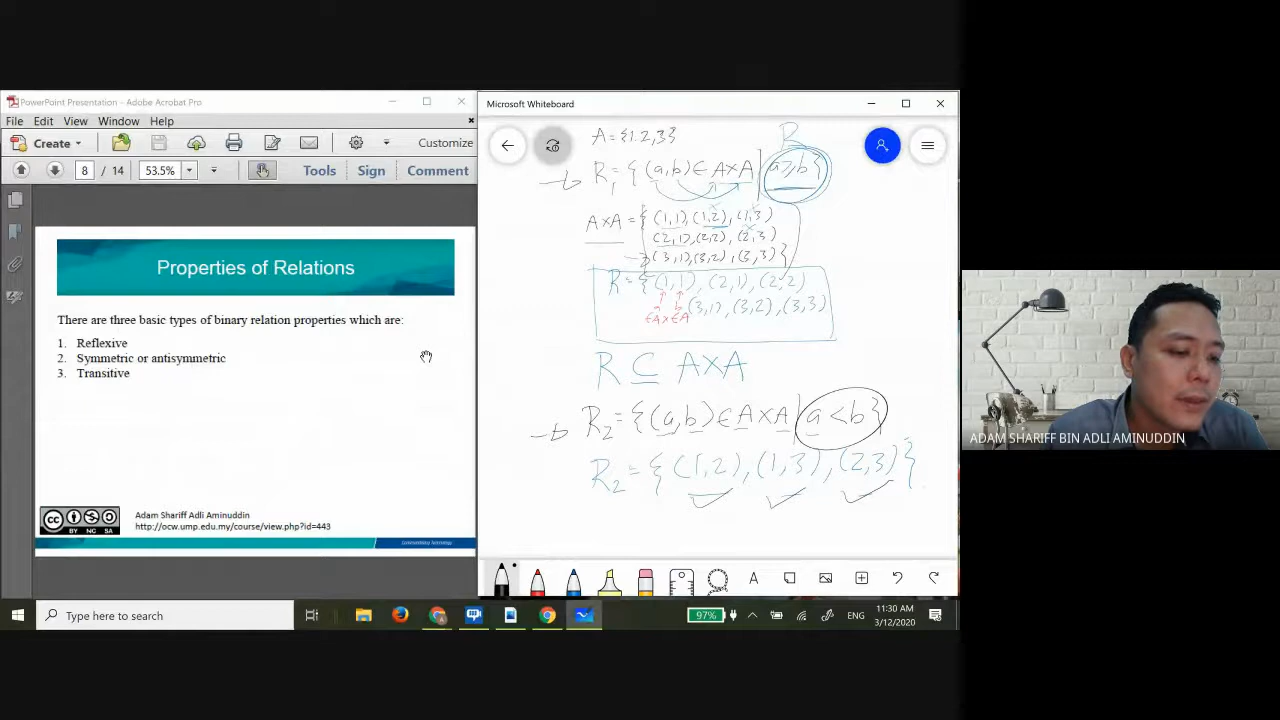 PowerPoint Presentation - Adobe Acrobat Pro
File Edit View Window Help
Create
Customize
8 / 14 53.5% Tools Sign Comment
Properties of Relations
There are three basic types of binary relation properties which are:
1. Reflexive
2. Symmetric or antisymmetric
3. Transitive
CC BY NC SA
Adam Shariff Adli Aminuddin
http://ocw.ump.edu.my/course/view.php?id=443
Communitising Technology
Microsoft Whiteboard
A = {1,2,3}
R
R₁ = {(a,b) ∈ A×A | a ≥ b}
A×A = {(1,1),(1,2),(1,3)
(2,1),(2,2),(2,3)
(3,1),(3,2),(3,3)}
R = {(1,1),(2,1),(2,2)
∈A × ∈A (3,1),(3,2),(3,3)}
R ⊆ A×A
R₂ = {(a,b) ∈ A×A | a < b}
R₂ = {(1,2),(1,3),(2,3)}
A
ADAM SHARIFF BIN ADLI AMINUDDIN
Type here to search
97%
ENG
11:30 AM
3/12/2020